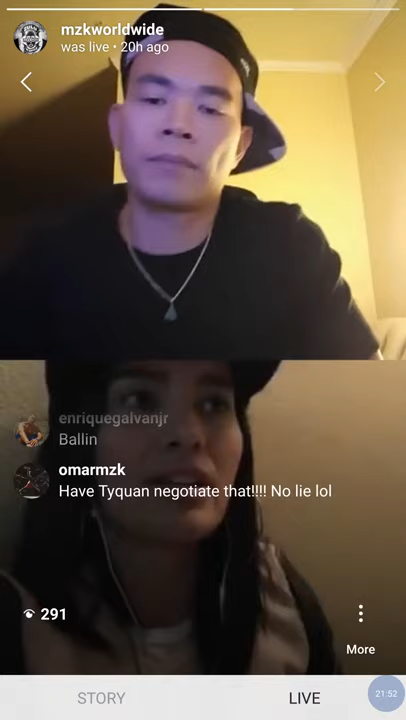 mzkworldwide
was live • 20h ago
enriquegalvanjr
Ballin
omarmzk
Have Tyquan negotiate that!!!! No lie lol
291
More
STORY
LIVE
21:52